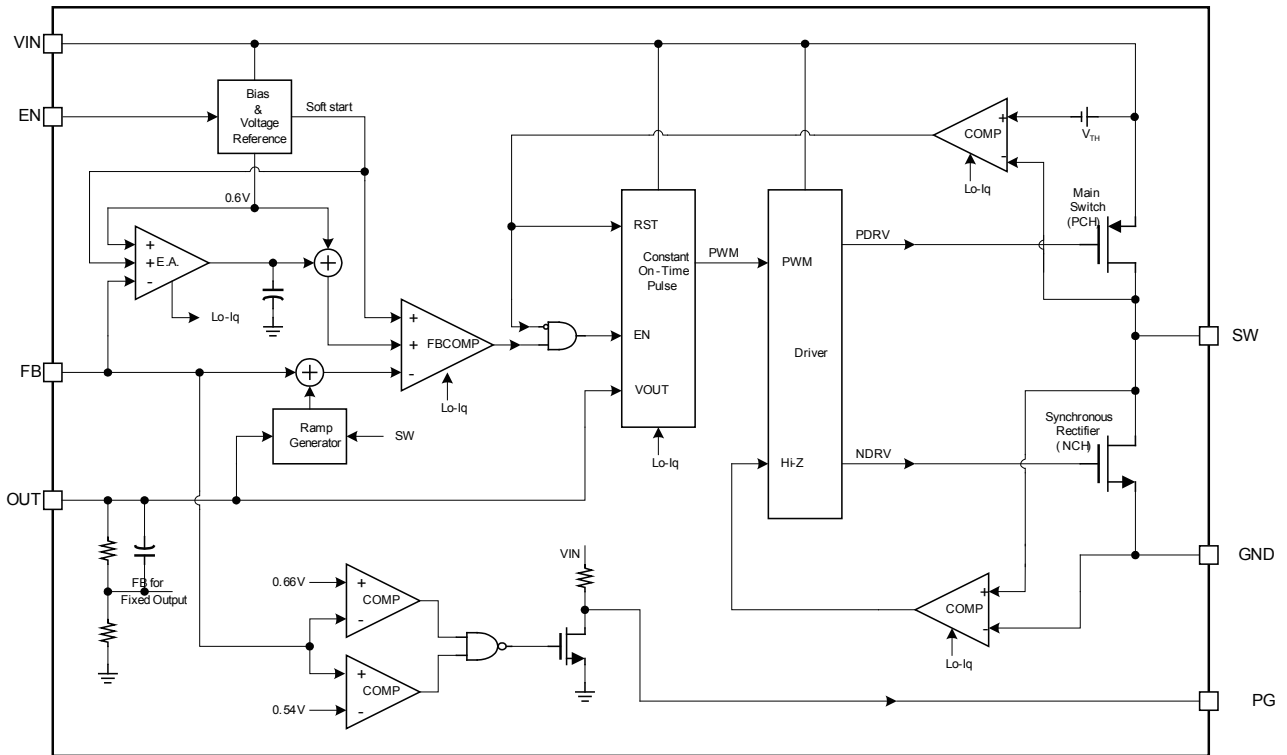 VIN
EN
Bias
&
Voltage
Reference
Soft start
+
COMP
-
VTH
Lo-Iq
0.6V
+
+ E.A.
-
+
Lo-Iq
RST
Constant
On-Time
Pulse
EN
VOUT
Lo-Iq
PWM
PWM
Driver
Hi-Z
PDRV
NDRV
Main
Switch
(PCH)
+
+ FBCOMP
-
Lo-Iq
SW
FB
+
Ramp
Generator
SW
Synchronous
Rectifier
(NCH)
OUT
FB for
Fixed Output
VIN
0.66V
+
COMP
-
+
COMP
-
0.54V
+
COMP
-
Lo-Iq
GND
PG